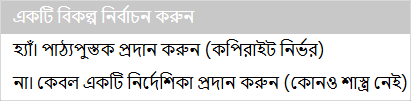 একটি বিকল্প নির্বাচন করুন
হ্যাঁ। পাঠ্যপুস্তক প্রদান করুন (কপিরাইট নির্ভর)
না। কেবল একটি নির্দেশিকা প্রদান করুন (কোনও শাস্ত্র নেই)